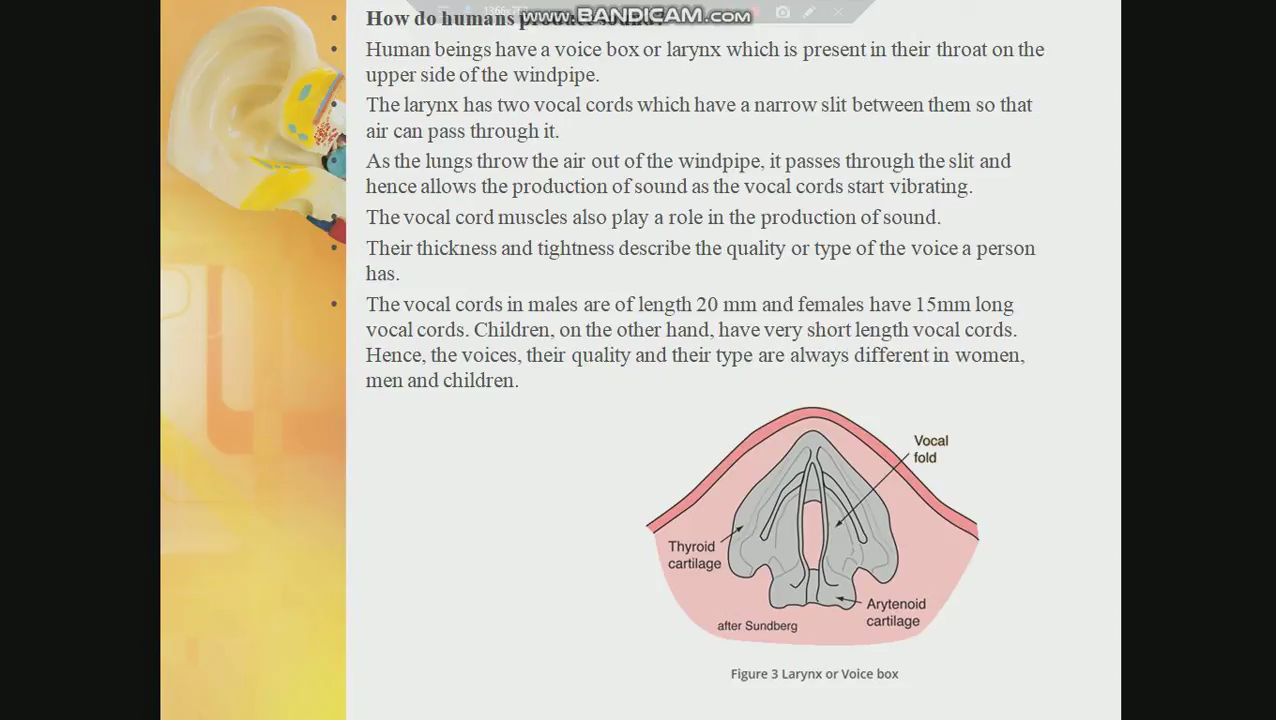 www.BANDICAM.com
1366x768
• How do humans produce sound?
• Human beings have a voice box or larynx which is present in their throat on the
upper side of the windpipe.
• The larynx has two vocal cords which have a narrow slit between them so that
air can pass through it.
• As the lungs throw the air out of the windpipe, it passes through the slit and
hence allows the production of sound as the vocal cords start vibrating.
• The vocal cord muscles also play a role in the production of sound.
• Their thickness and tightness describe the quality or type of the voice a person
has.
• The vocal cords in males are of length 20 mm and females have 15mm long
vocal cords. Children, on the other hand, have very short length vocal cords.
Hence, the voices, their quality and their type are always different in women,
men and children.
Vocal
fold
Thyroid
cartilage
Arytenoid
cartilage
after Sundberg
Figure 3 Larynx or Voice box